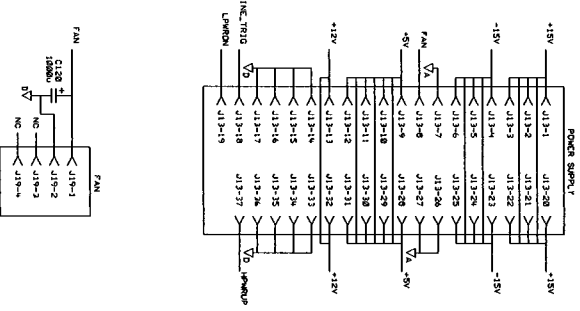 POWER SUPPLY
+15V J13-1 J13-20 +15V
J13-2 J13-21
J13-3 J13-22
-15V J13-4 J13-23 -15V
J13-5 J13-24
J13-6 J13-25
A J13-7 J13-26 A
FAN J13-8 J13-27
+5V J13-9 J13-28 +5V
J13-10 J13-29
J13-11 J13-30
J13-12 J13-31
+12V J13-13 J13-32 +12V
J13-14 J13-33
J13-15 J13-34
J13-16 J13-35
D J13-17 J13-36 D
INE_TRIG J13-18 J13-37 HPWRUP
LPWRON J13-19
FAN
FAN J19-1
C120 + J19-2
1000u
NC J19-3
D NC J19-4